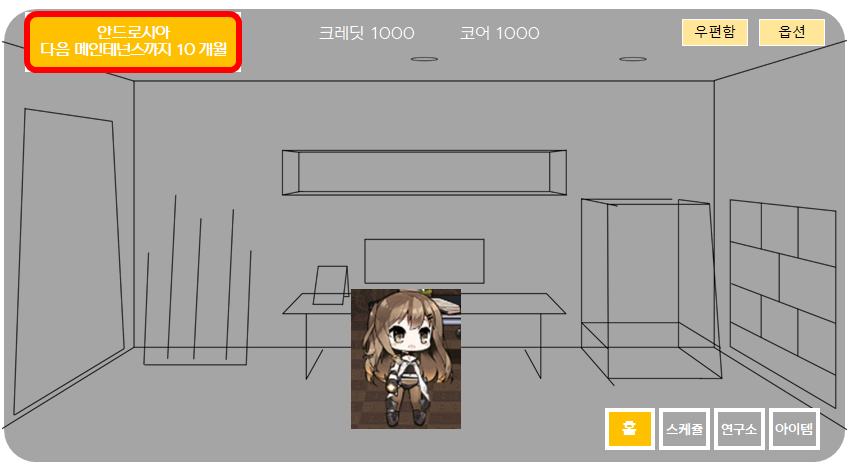 안드로시아
다음 메인테넌스까지 10 개월
크레딧 1000
코어 1000
우편함
옵션
홀
스케쥴
연구소
아이템